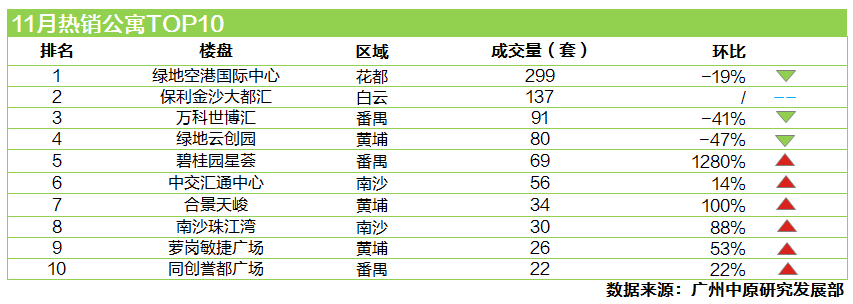 11月热销公寓TOP10
排名 楼盘 区域 成交量（套） 环比
1 绿地空港国际中心 花都 299 -19%
2 保利金沙大都汇 白云 137 / --
3 万科世博汇 番禺 91 -41%
4 绿地云创园 黄埔 80 -47%
5 碧桂园星荟 番禺 69 1280%
6 中交汇通中心 南沙 56 14%
7 合景天峻 黄埔 34 100%
8 南沙珠江湾 南沙 30 88%
9 萝岗敏捷广场 黄埔 26 53%
10 同创誉都广场 番禺 22 22%
数据来源：广州中原研究发展部